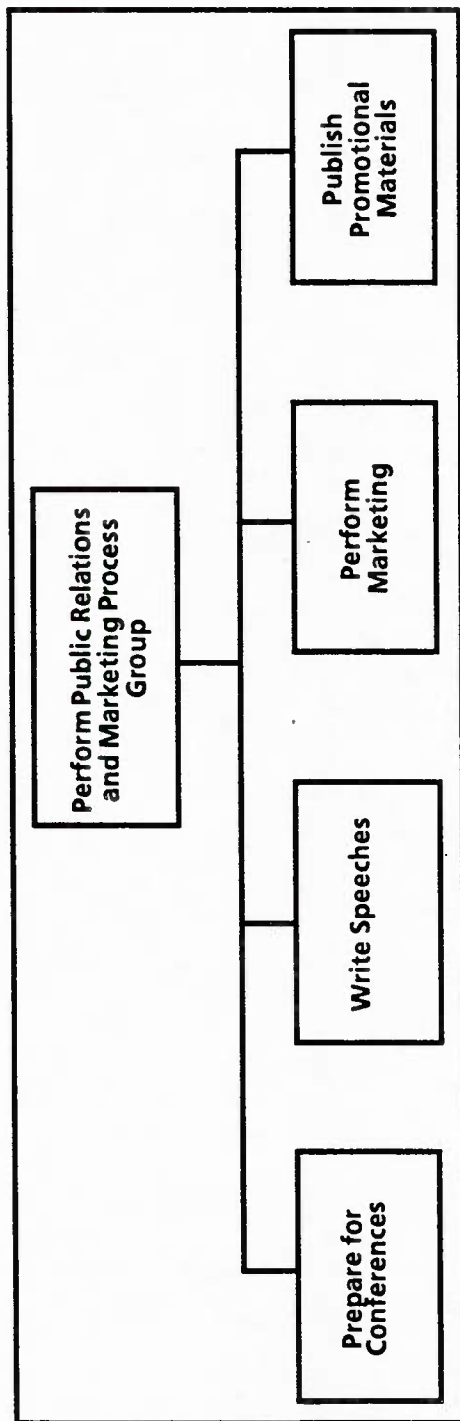 Perform Public Relations
and Marketing Process
Group
Prepare for
Conferences
Write Speeches
Perform
Marketing
Publish
Promotional
Materials